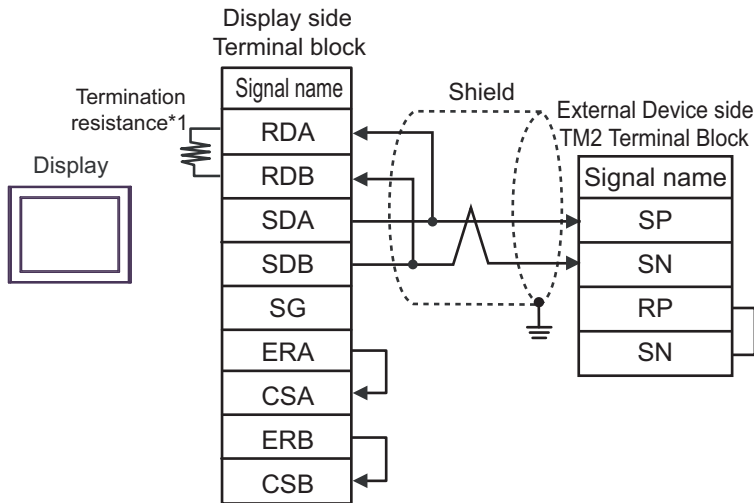 Display side
Terminal block
Signal name
Termination
resistance*1
RDA
RDB
SDA
SDB
SG
ERA
CSA
ERB
CSB
Display
Shield
External Device side
TM2 Terminal Block
Signal name
SP
SN
RP
SN